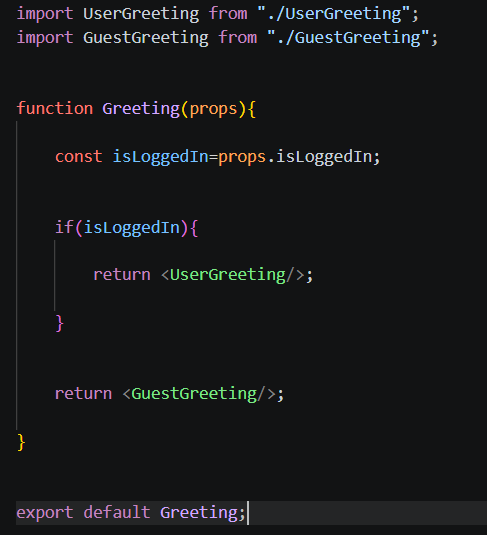 import UserGreeting from "./UserGreeting";
import GuestGreeting from "./GuestGreeting";
function Greeting(props){
const isLoggedIn=props.isLoggedIn;
if(isLoggedIn){
return <UserGreeting/>;
}
return <GuestGreeting/>;
}
export default Greeting;